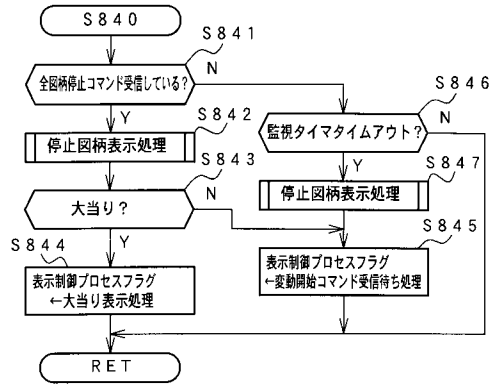 S840
S841
全図柄停止コマンド受信している?
N
Y
S842
停止図柄表示処理
S843
大当り?
N
Y
S844
表示制御プロセスフラグ
←大当り表示処理
RET
S846
監視タイマタイムアウト?
N
Y
S847
停止図柄表示処理
S845
表示制御プロセスフラグ
←変動開始コマンド受信待ち処理